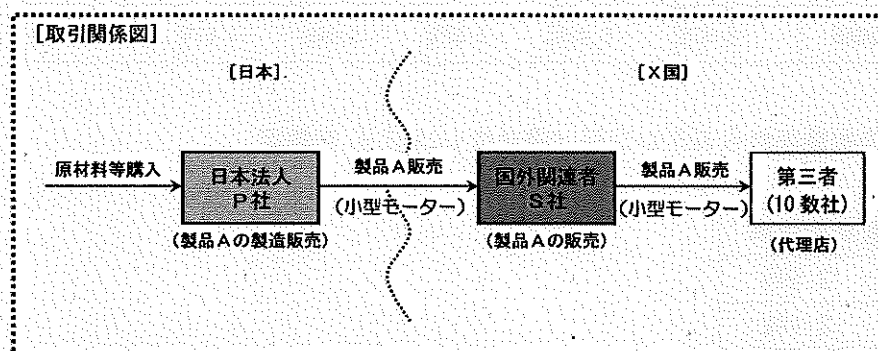 [取引関係図]
[日本]
[X国]
原材料等購入
日本法人
P社
(製品Aの製造販売)
製品A販売
(小型モーター)
国外関連者
S社
(製品Aの販売)
製品A販売
(小型モーター)
第三者
(10数社)
(代理店)